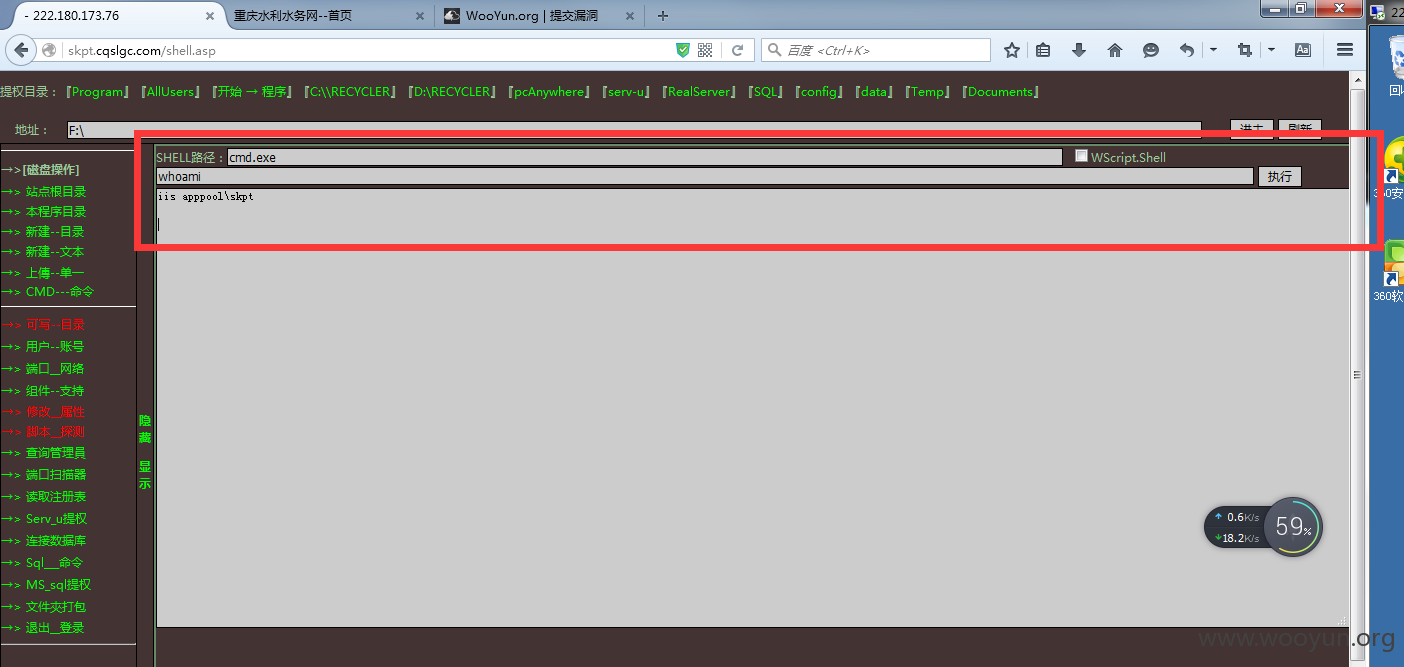 - 222.180.173.76
重庆水利水务网--首页
WooYun.org | 提交漏洞
22
skpt.cqslgc.com/shell.asp
百度 <Ctrl+K>
提权目录： 『Program』 『AllUsers』 『开始 → 程序』 『C:\\RECYCLER』 『D:\RECYCLER』 『pcAnywhere』 『serv-u』 『RealServer』 『SQL』 『config』 『data』 『Temp』 『Documents』
地址： F:\ 刷新
SHELL路径： cmd.exe WScript.Shell
whoami 执行
iis apppool\skpt
→>[磁盘操作]
→> 站点根目录
→> 本程序目录
→> 新建--目录
→> 新建--文本
→> 上傳--单一
→> CMD---命令
→> 可写--目录
→> 用户--账号
→> 端口__网络
→> 组件--支持
→> 修改__属性
→> 脚本__探测
→> 查询管理員
→> 端口扫描器
→> 读取注册表
→> Serv_u提权
→> 连接数据库
→> Sql___命令
→> MS_sql提权
→> 文件夹打包
→> 退出__登录
隐藏
显示
回收
360安
360软
0.6K/s
18.2K/s
59%
www.wooyun.org